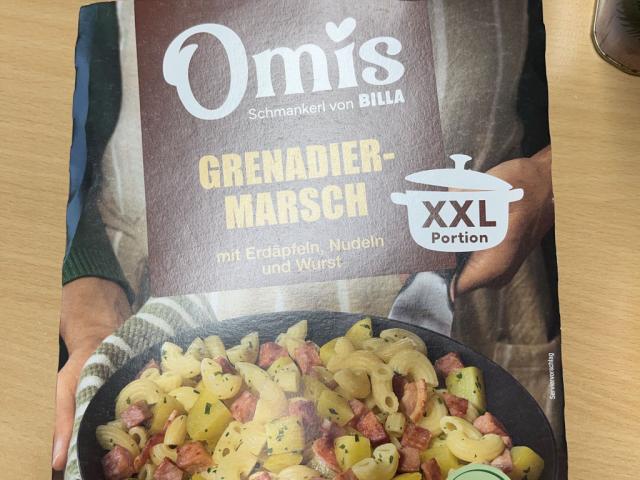 Omis
Schmankerl von BILLA
GRENADIER-
MARSCH
mit Erdäpfeln, Nudeln
und Wurst
XXL
Portion
Serviervorschlag